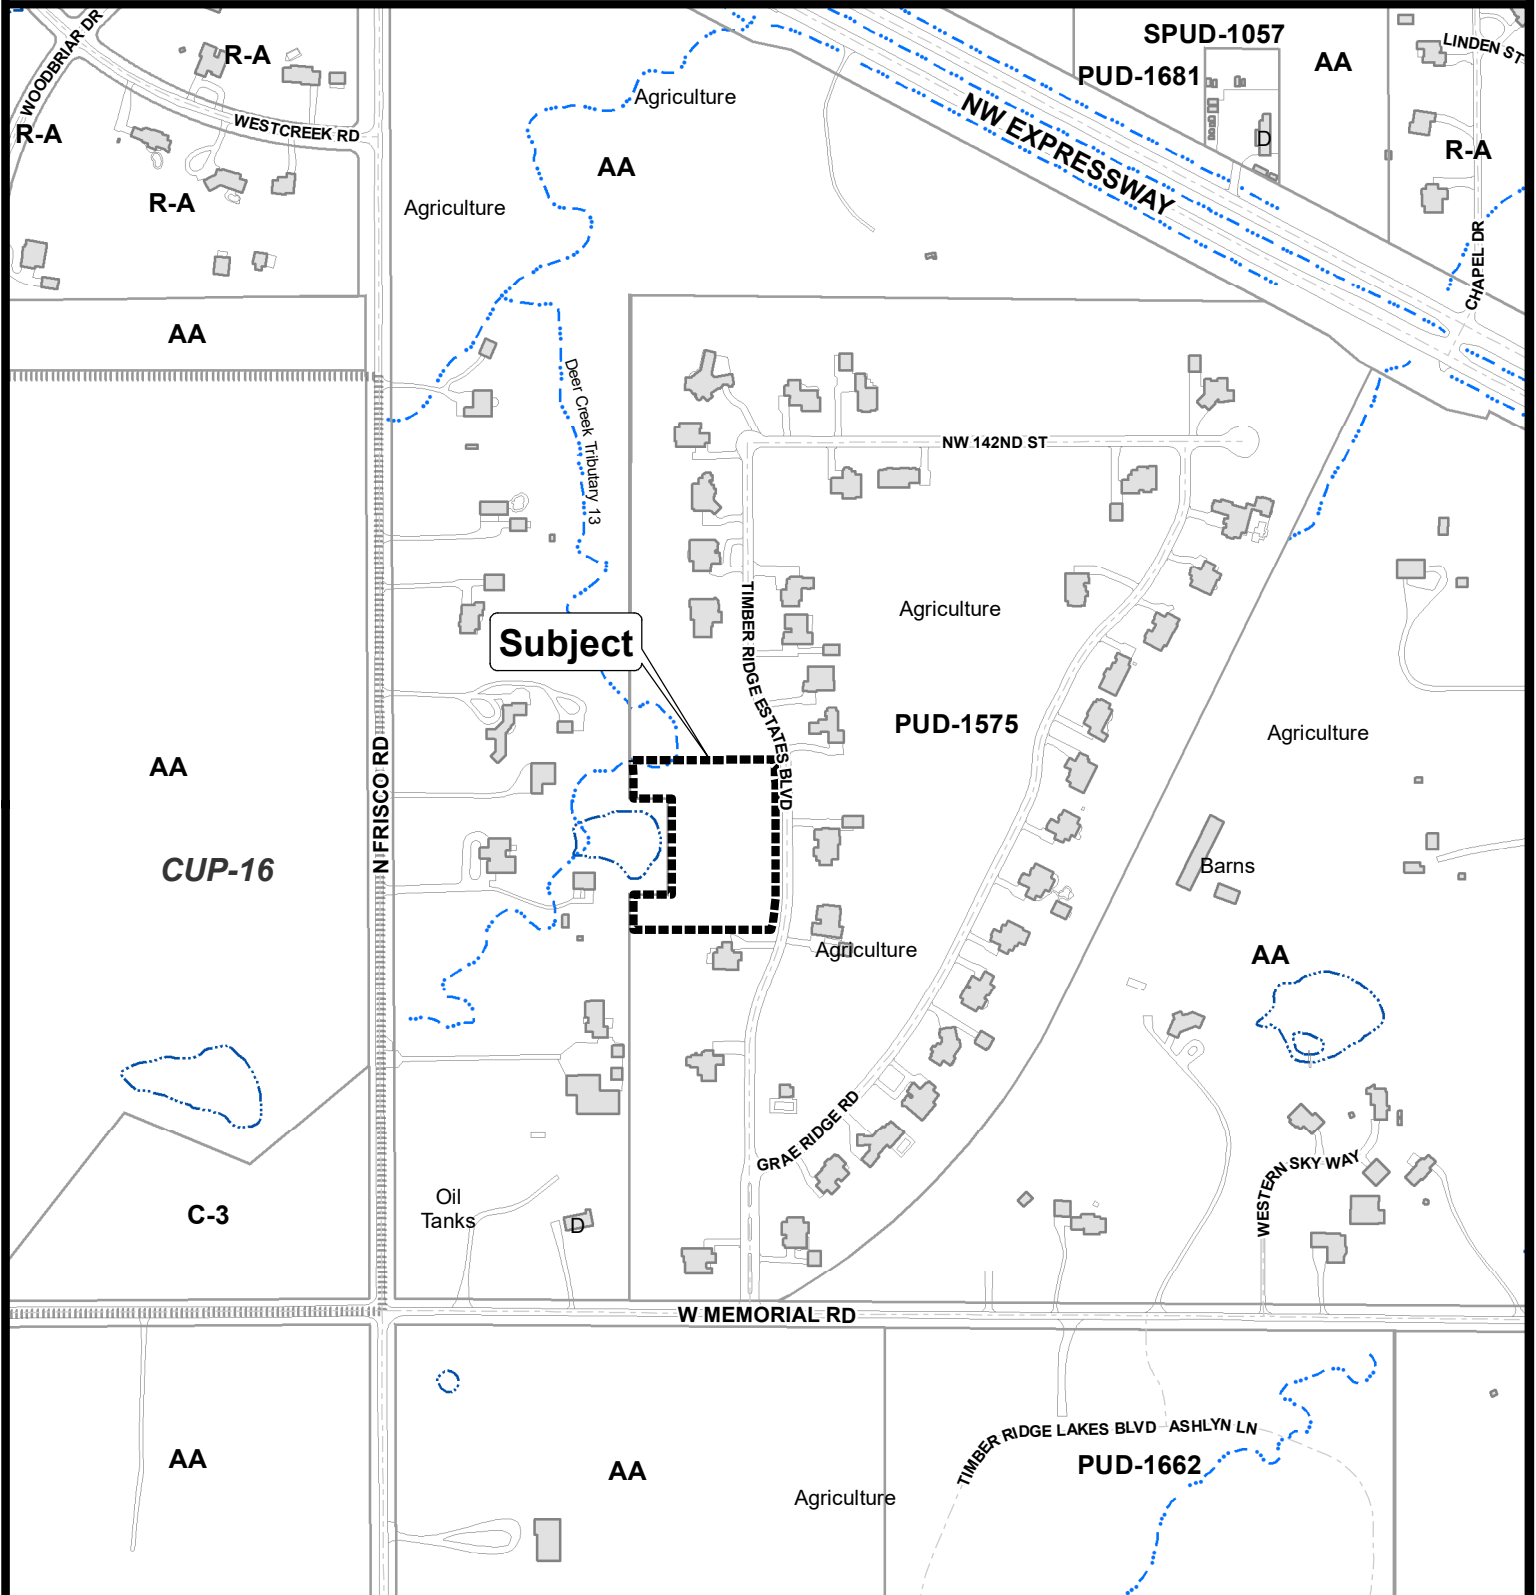 WOODBRIAR DR
R-A
SPUD-1057
AA
LINDEN ST
PUD-1681
Agriculture
NW EXPRESSWAY
WESTCREEK RD
R-A
D
R-A
AA
R-A
Agriculture
CHAPEL DR
AA
Deer Creek Tributary 13
NW 142ND ST
Agriculture
Subject
TIMBER RIDGE ESTATES BLVD
PUD-1575
Agriculture
AA
N FRISCO RD
CUP-16
Barns
Agriculture
AA
GRAE RIDGE RD
WESTERN SKY WAY
Oil
Tanks
C-3
D
W MEMORIAL RD
TIMBER RIDGE LAKES BLVD
ASHLYN LN
AA
AA
PUD-1662
Agriculture